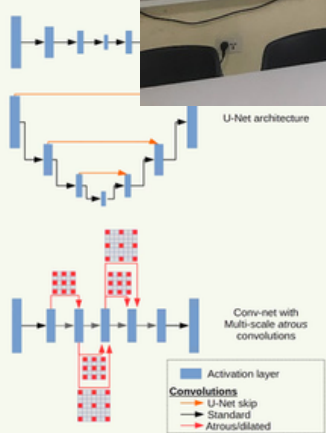 U-Net architecture
Conv-net with
Multi-scale atrous
convolutions
Activation layer
Convolutions
U-Net skip
Standard
Atrous/dilated